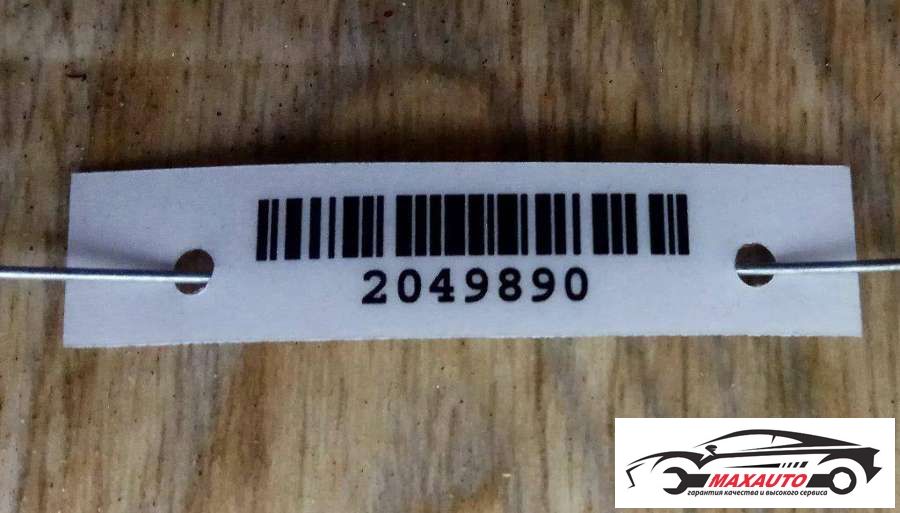 2049890
MAXAUTO
гарантия качества и высокого сервиса